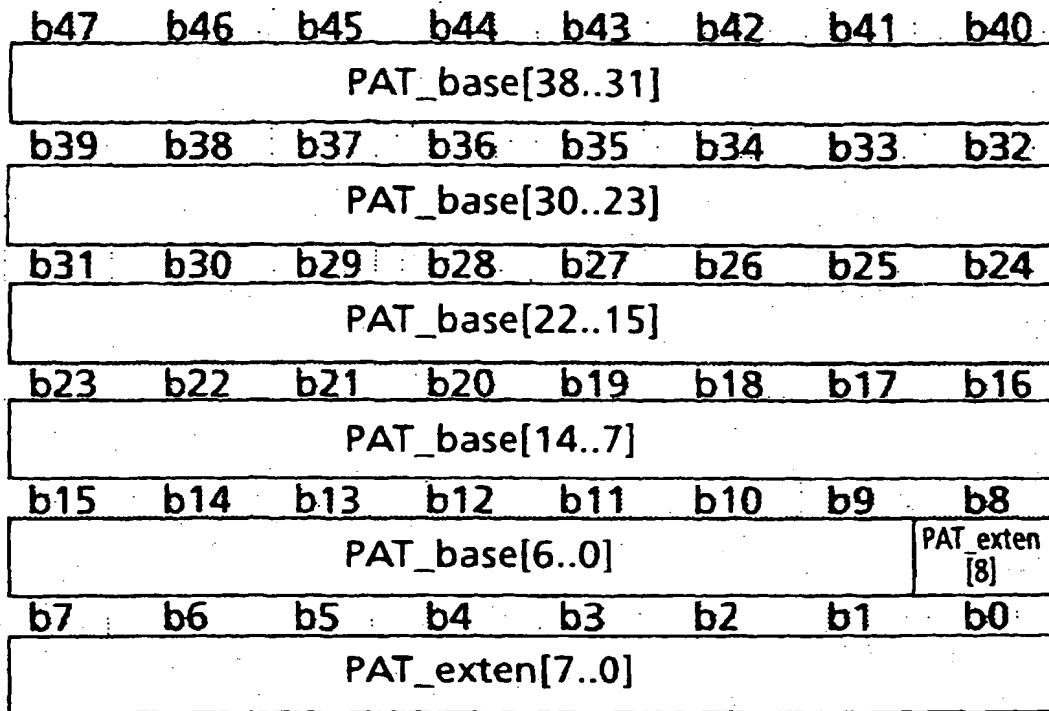 b47 b46 b45 b44 b43 b42 b41 b40
PAT_base[38..31]
b39 b38 b37 b36 b35 b34 b33 b32
PAT_base[30..23]
b31 b30 b29 b28 b27 b26 b25 b24
PAT_base[22..15]
b23 b22 b21 b20 b19 b18 b17 b16
PAT_base[14..7]
b15 b14 b13 b12 b11 b10 b9 b8
PAT_base[6..0] PAT_exten
[8]
b7 b6 b5 b4 b3 b2 b1 b0
PAT_exten[7..0]